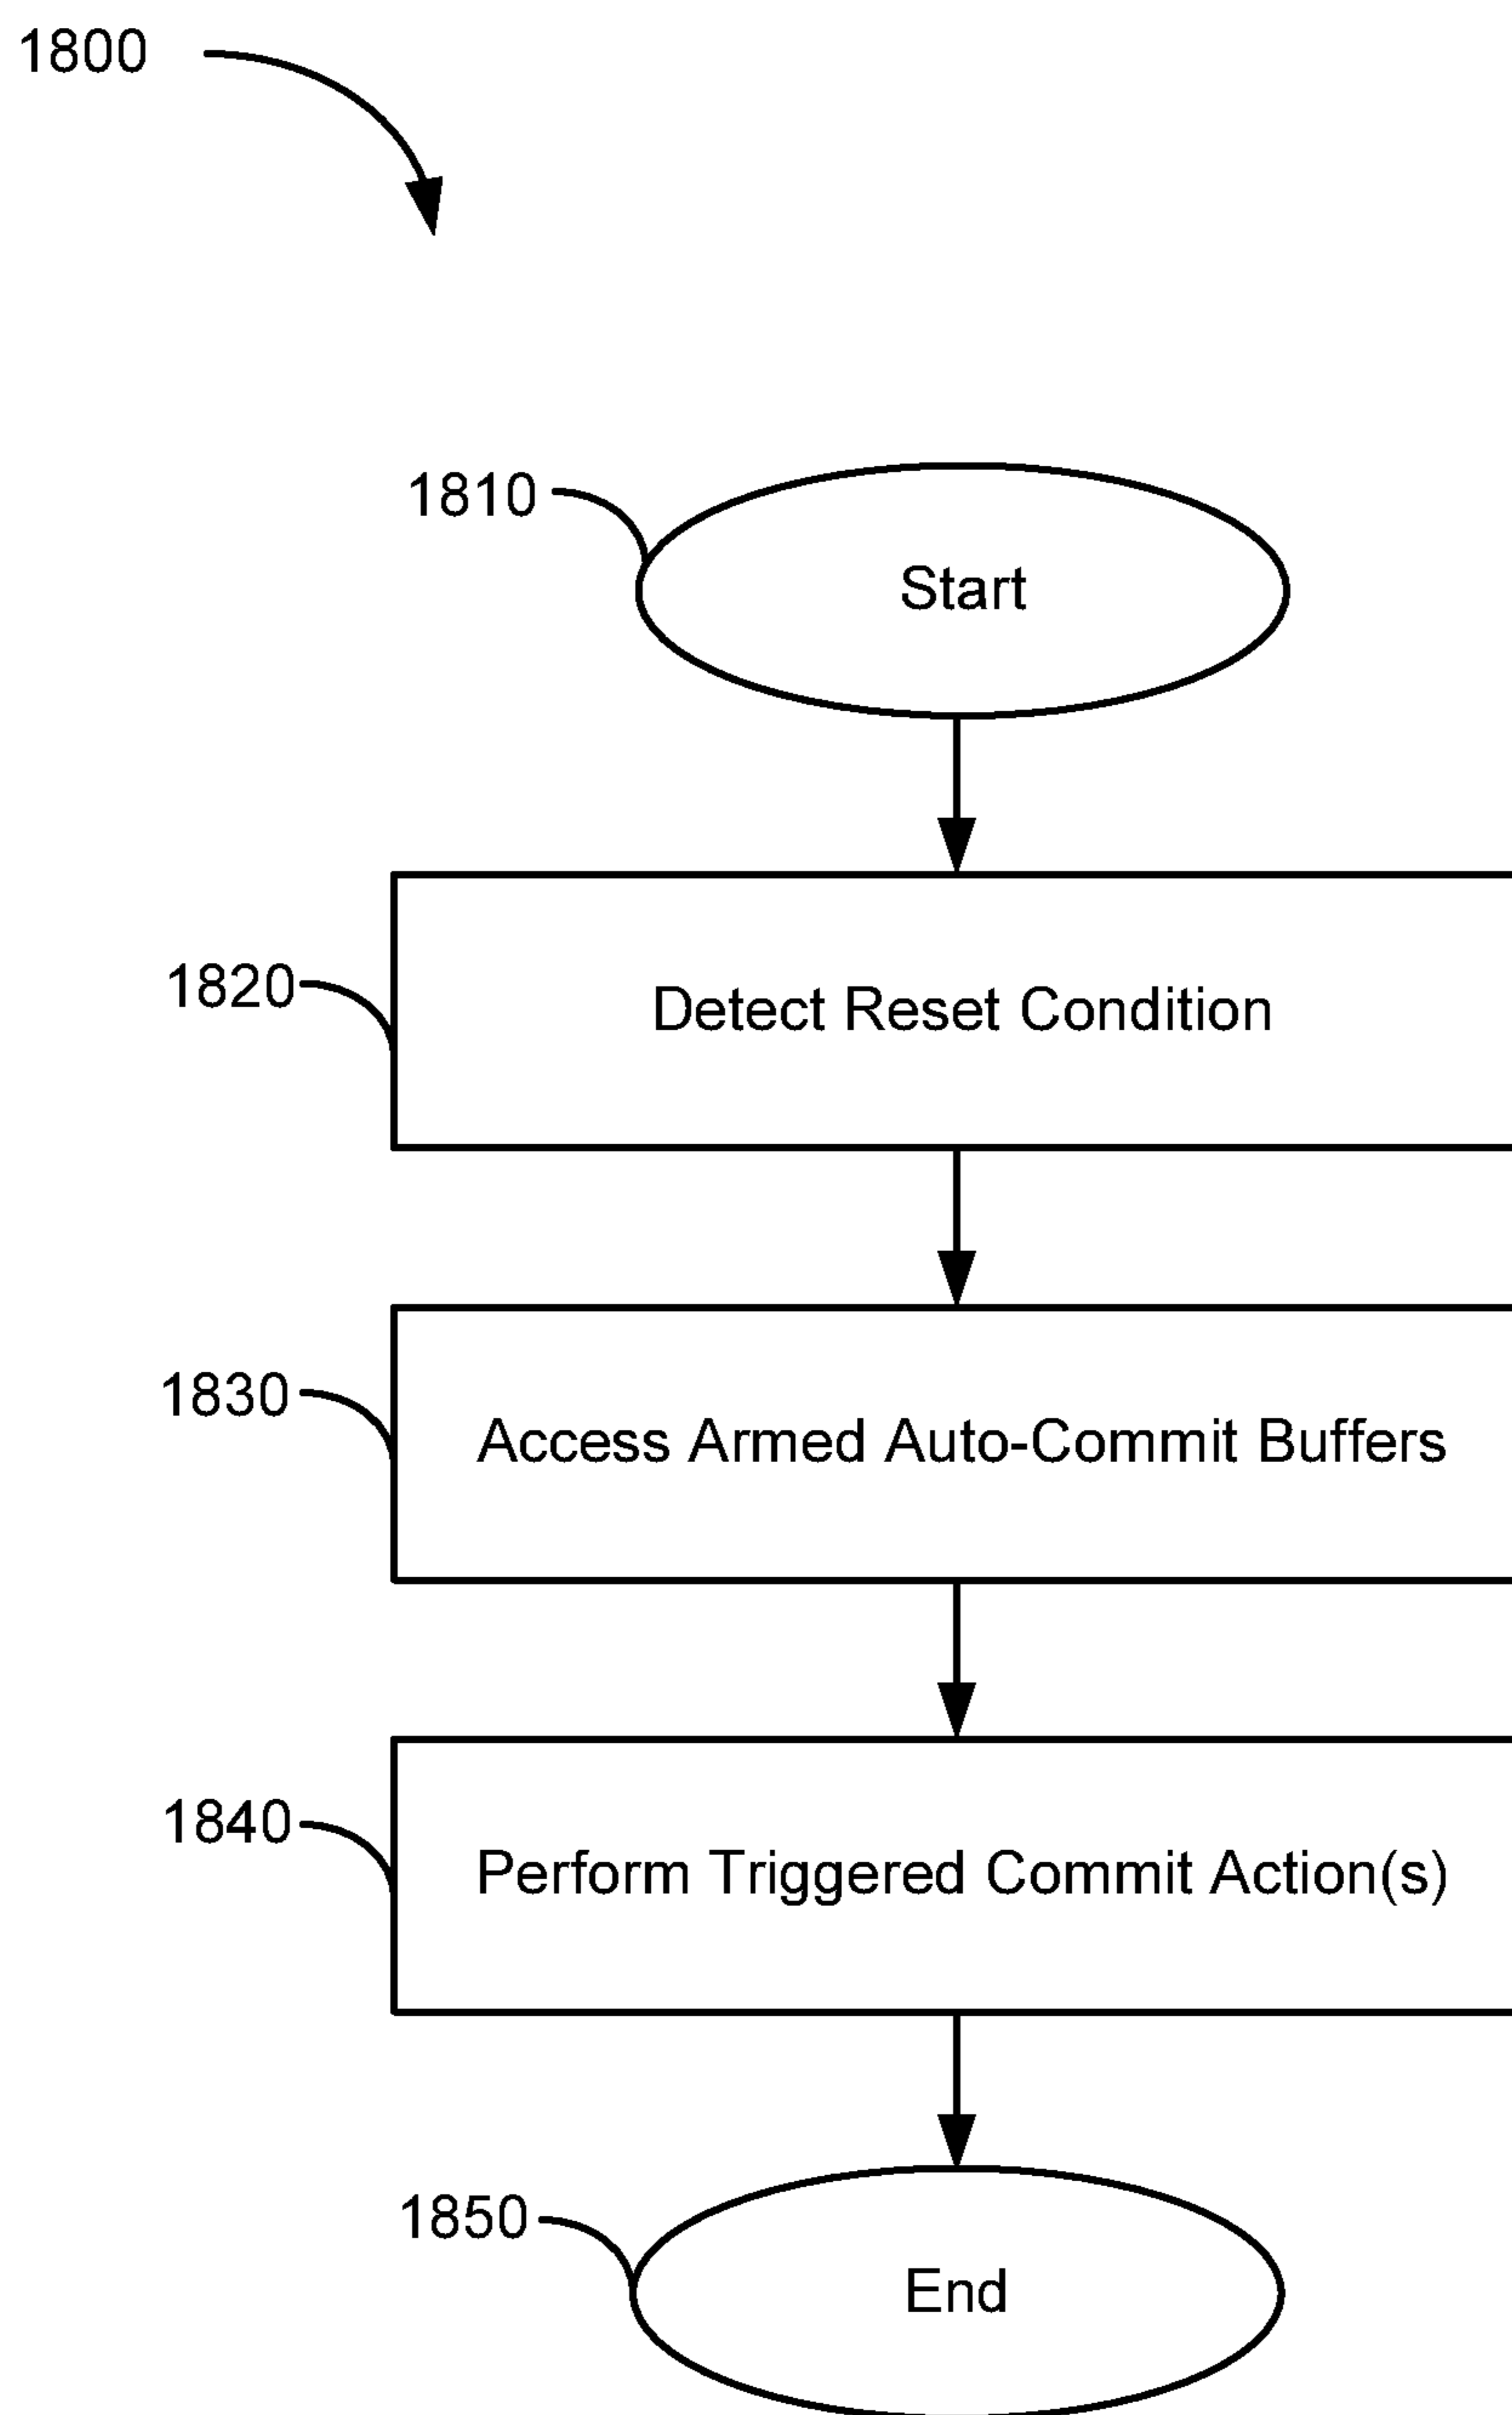 1800
1810
Start
1820
Detect Reset Condition
1830
Access Armed Auto-Commit Buffers
1840
Perform Triggered Commit Action(s)
1850
End